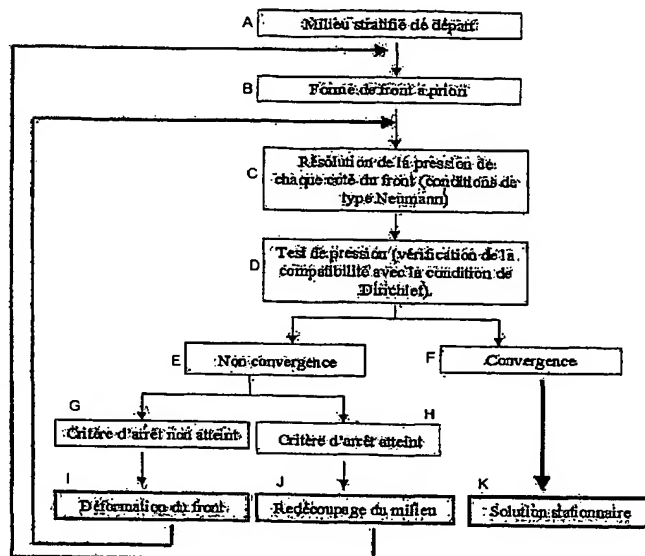 A
Milieu stratifié de départ
B
Forme de front a priori
C
Résolution de la pression de
chaque coté du front (conditions de
type Neumann)
D
Test de pression (vérification de la
compatibilité avec la condition de
Dirichlet).
E
Non convergence
F
Convergence
G
Critère d'arrêt non atteint
H
Critère d'arrêt atteint
I
Déformation du front
J
Redécoupage du milieu
K
Solution stationnaire